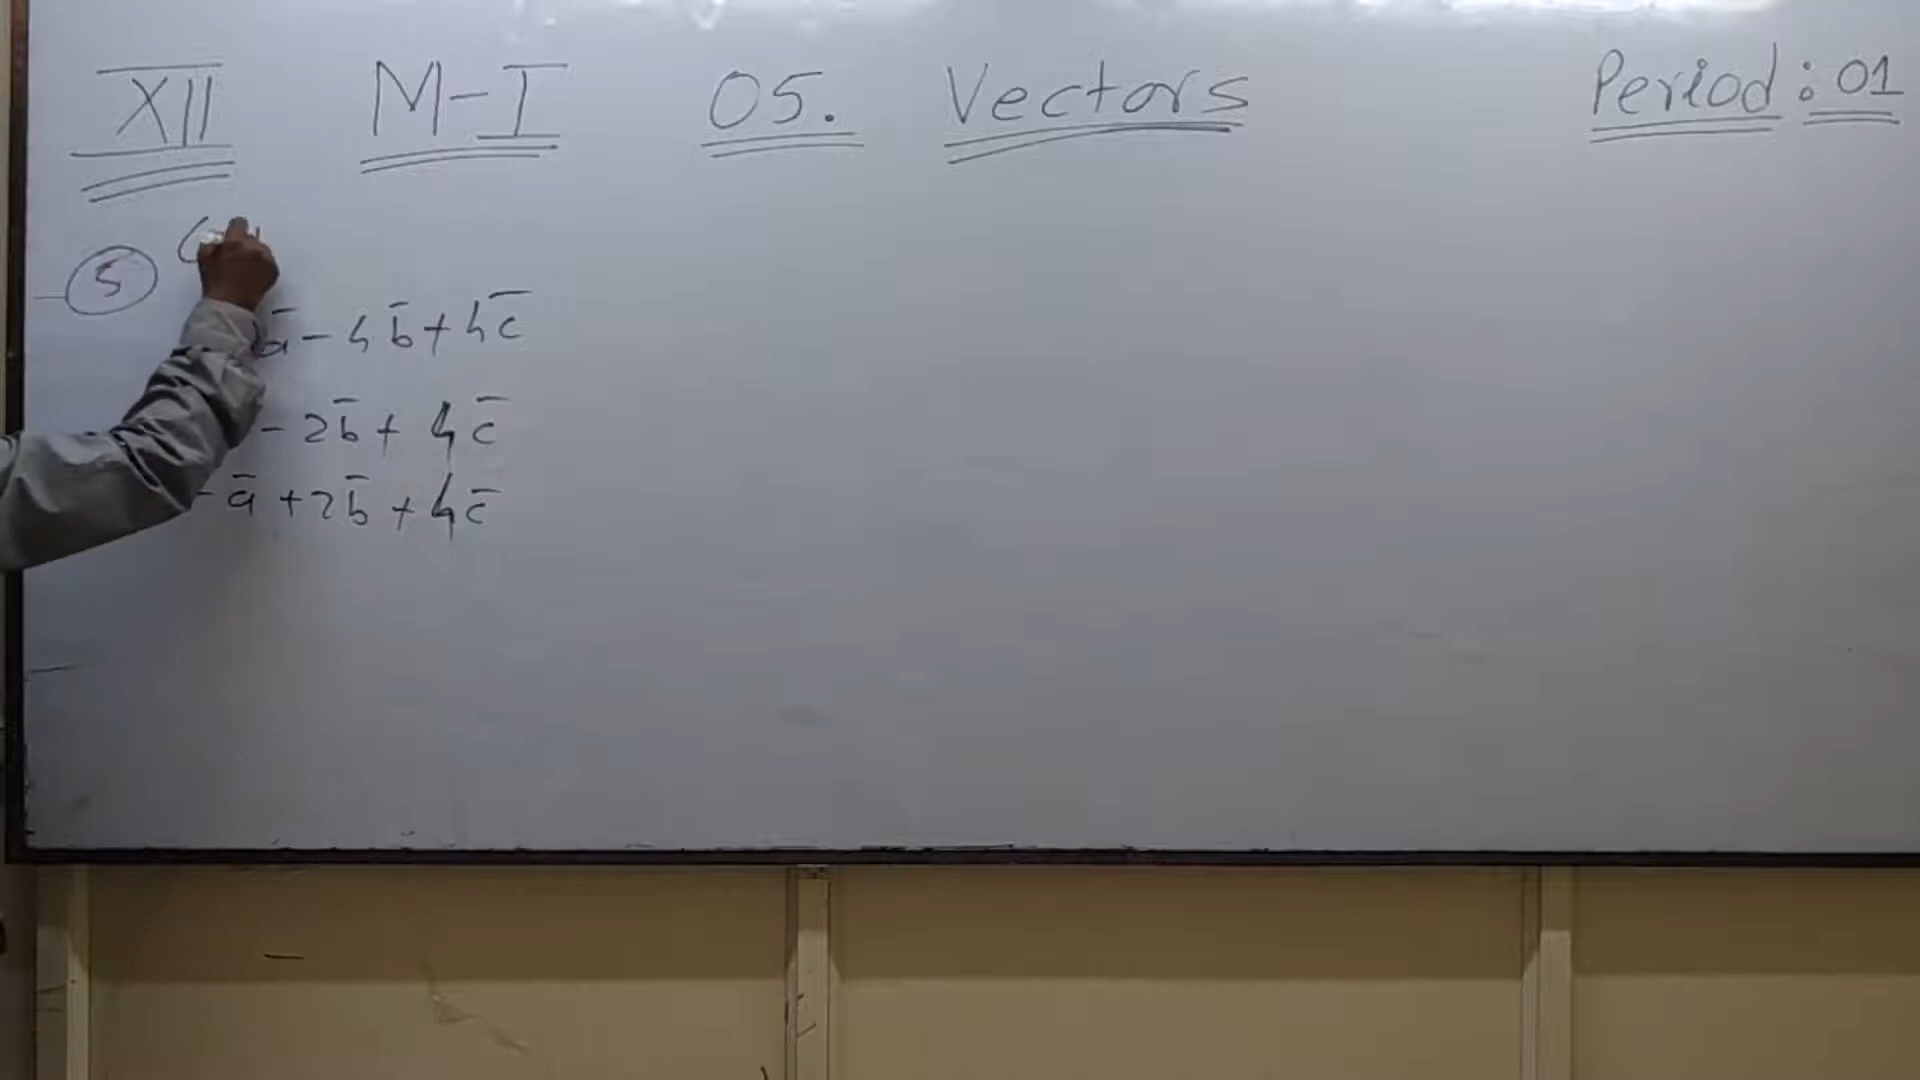 XII M-I 05. Vectors Period: 01
5 (
a̅ - 4b̅ + 4c̅
- 2b̅ + 4c̅
- a̅ + 2b̅ + 4c̅